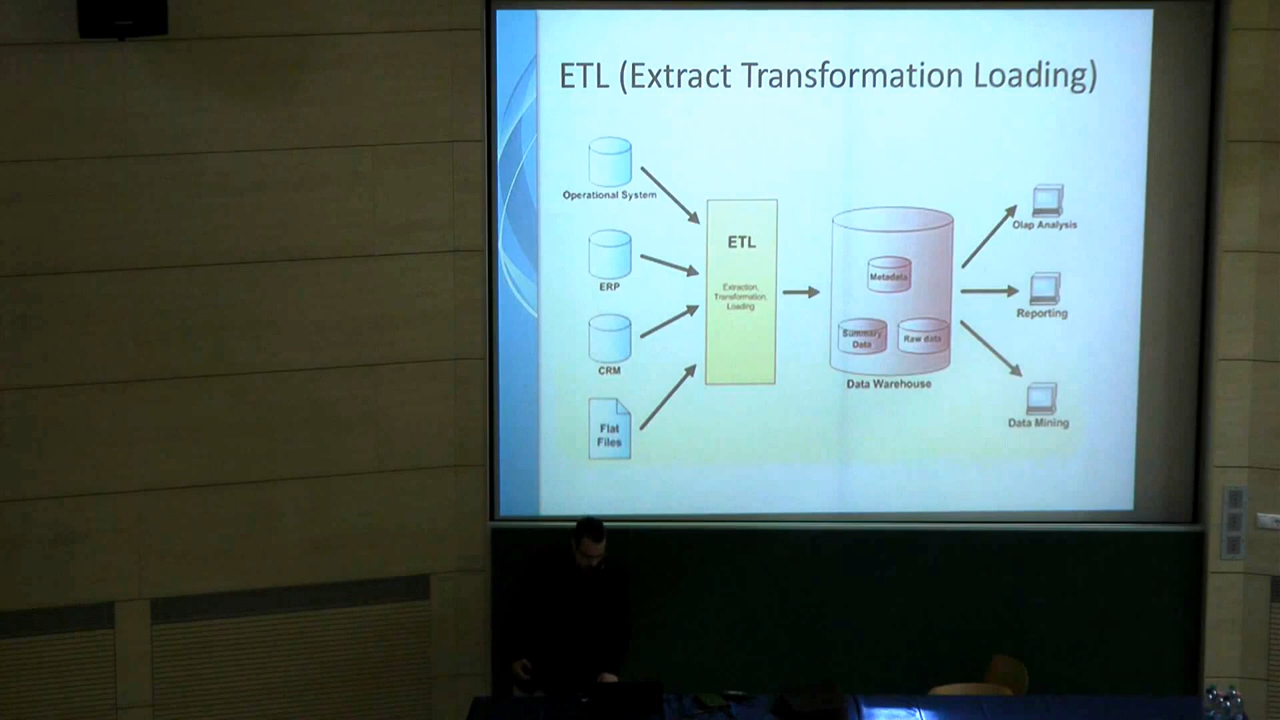 ETL (Extract Transformation Loading)
Operational System
ERP
CRM
Flat
Files
ETL
Extraction,
Transformation,
Loading
Metadata
Summary
Data
Raw data
Data Warehouse
Olap Analysis
Reporting
Data Mining